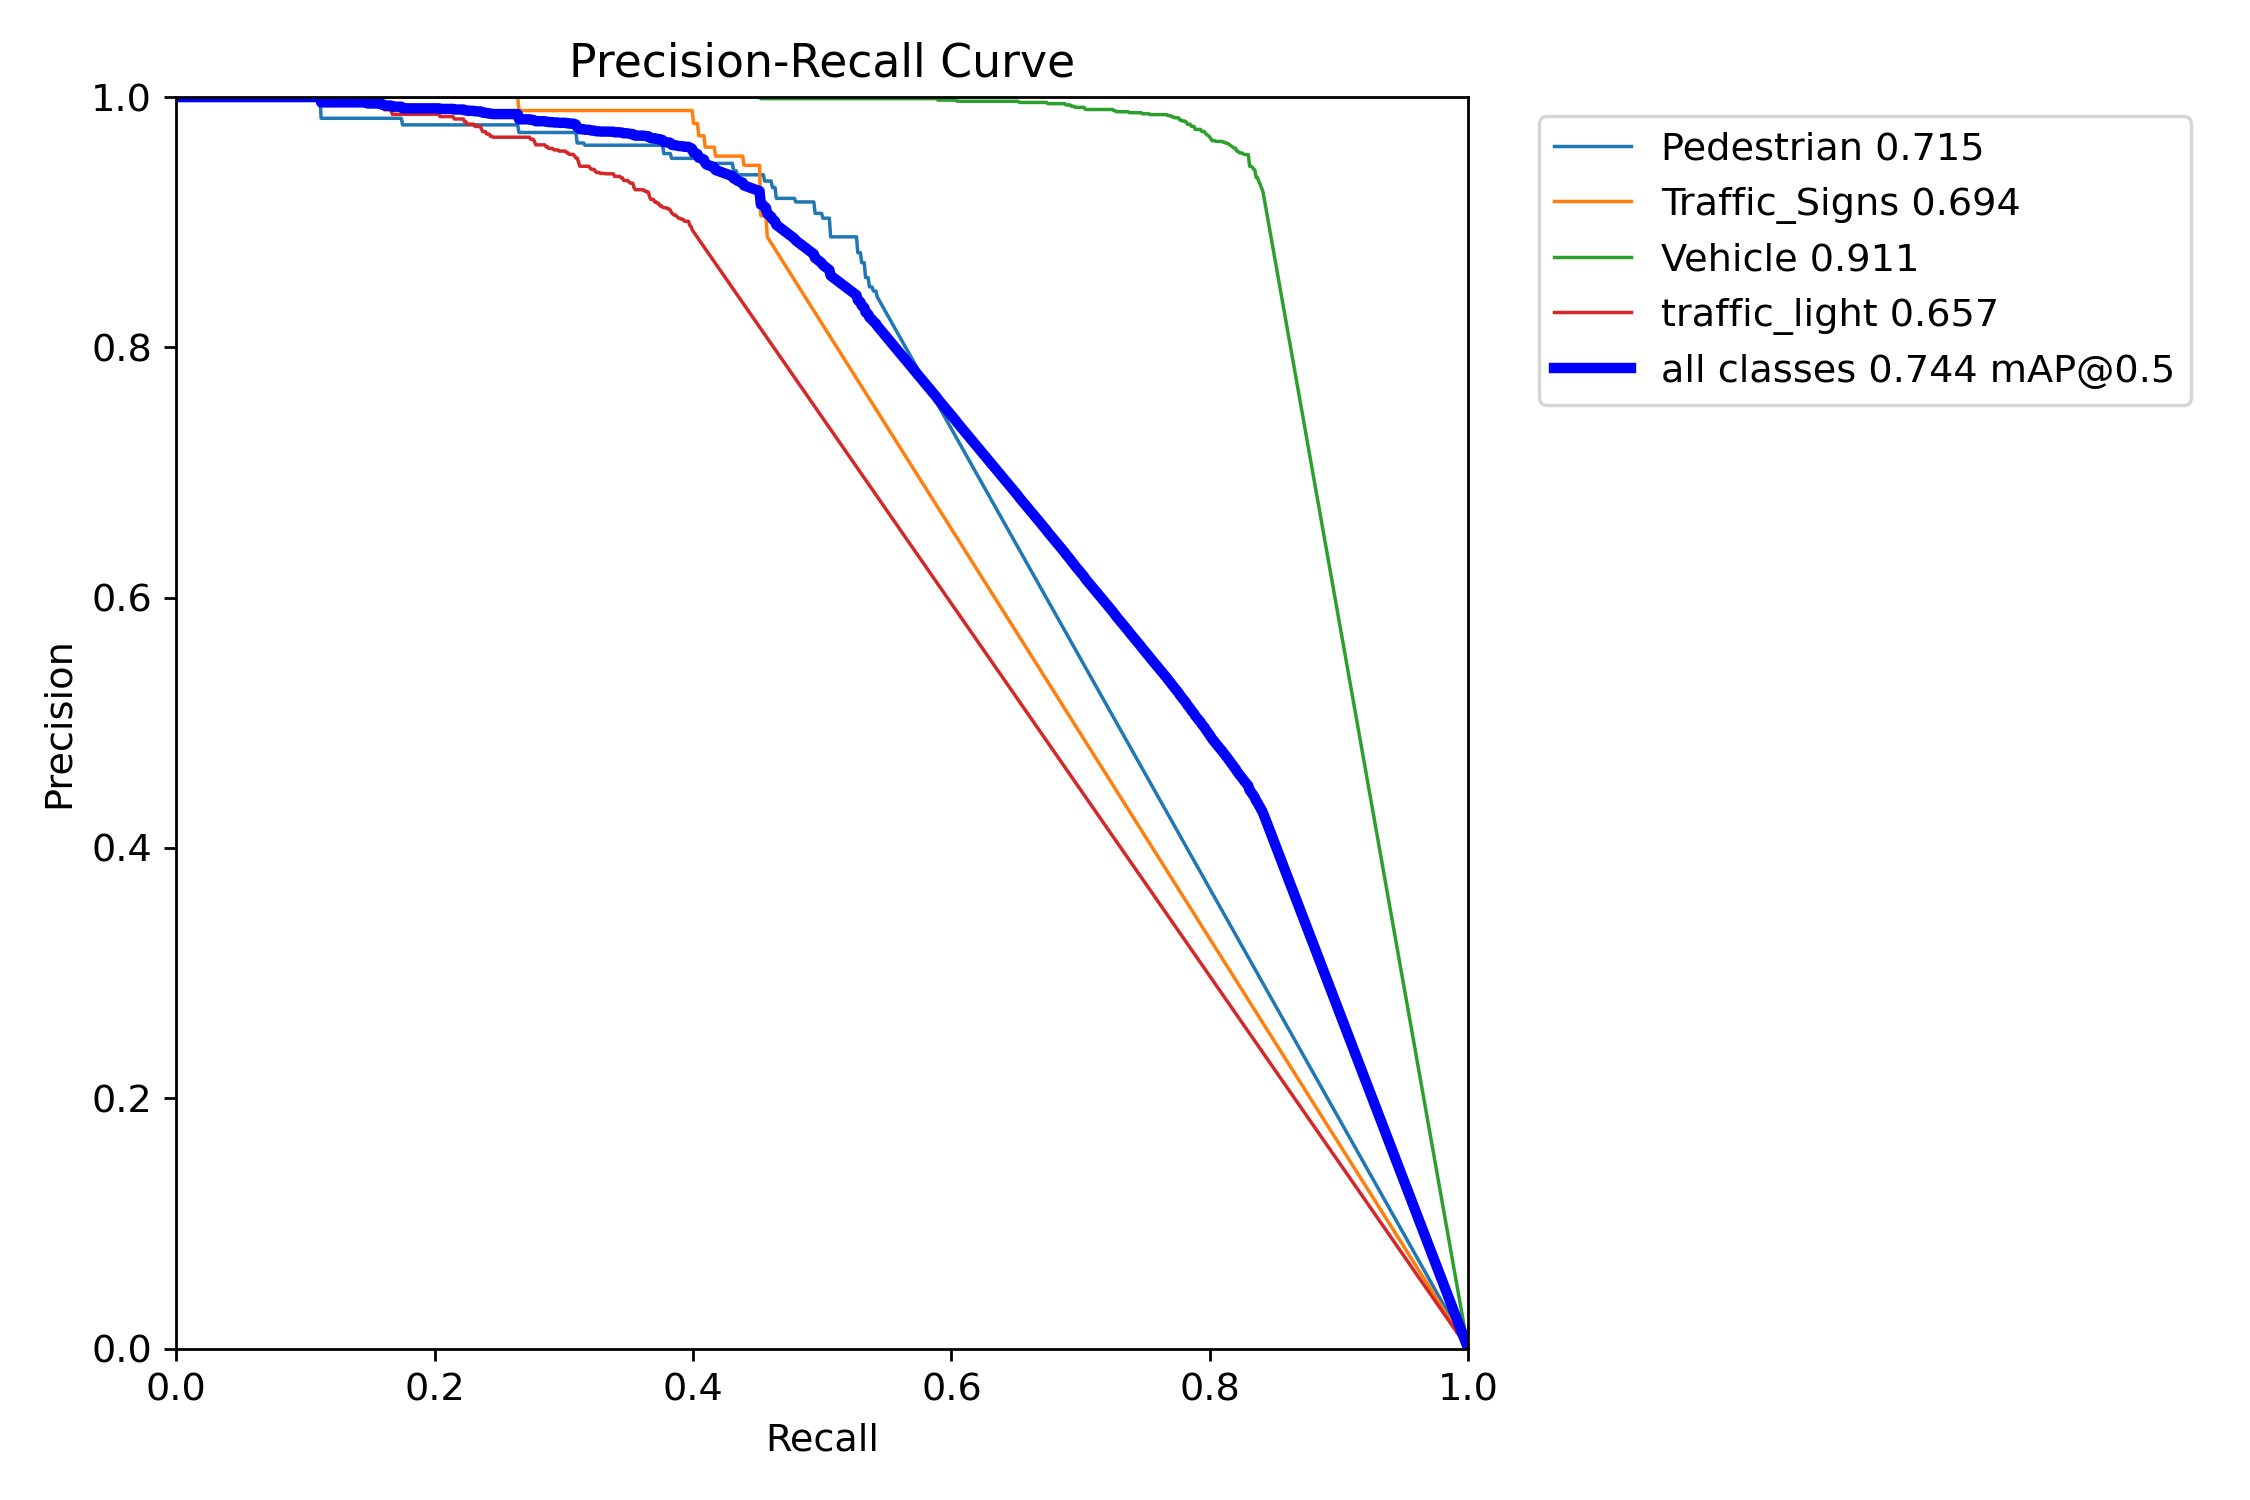 Precision-Recall Curve
1.0
0.8
0.6
0.4
0.2
0.0
Precision
0.0 0.2 0.4 0.6 0.8 1.0
Recall
Pedestrian 0.715
Traffic_Signs 0.694
Vehicle 0.911
traffic_light 0.657
all classes 0.744 mAP@0.5